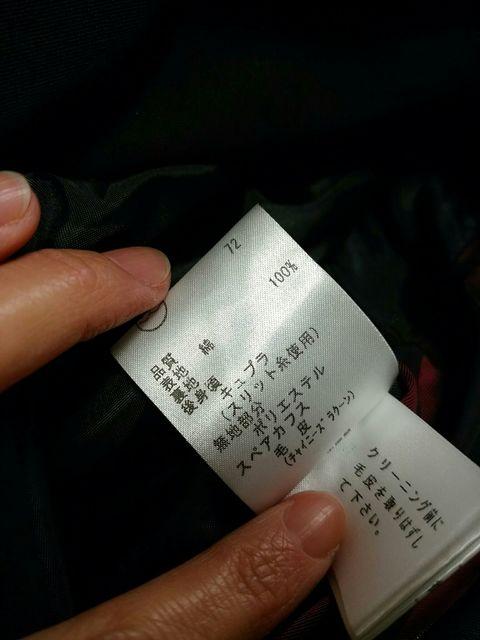 72
品質
表地 綿 100%
裏地 キュプラ
後身頃 (スリット糸使用)
無地部分 ポリエステル
スペアカフス
毛皮
(チャイニーズ ラクーン)
クリーニング前に
毛皮を取りはずし
て下さい。